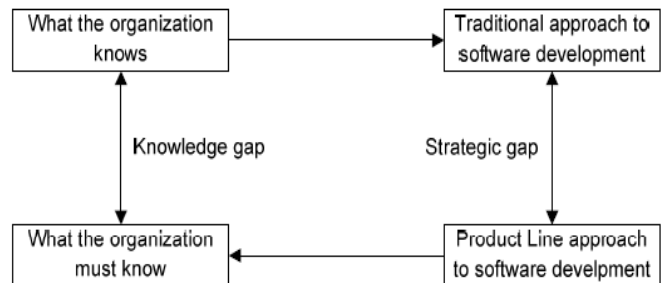 What the organization
knows
Traditional approach to
software development
Knowledge gap
Strategic gap
What the organization
must know
Product Line approach
to software develpment